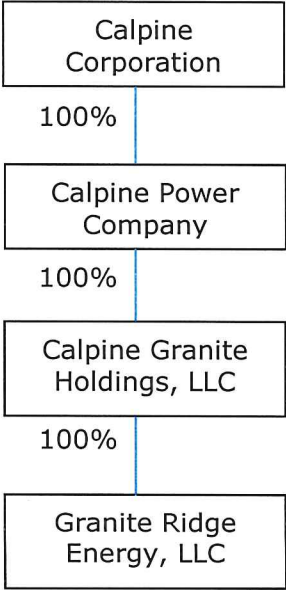 Calpine
Corporation
100%
Calpine Power
Company
100%
Calpine Granite
Holdings, LLC
100%
Granite Ridge
Energy, LLC